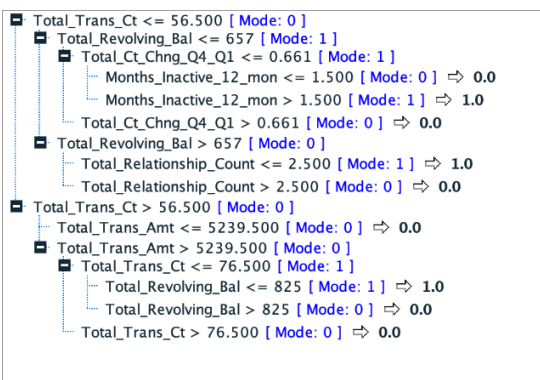 Total_Trans_Ct <= 56.500 [ Mode: 0 ]
Total_Revolving_Bal <= 657 [ Mode: 1 ]
Total_Ct_Chng_Q4_Q1 <= 0.661 [ Mode: 1 ]
Months_Inactive_12_mon <= 1.500 [ Mode: 0 ] ⇨ 0.0
Months_Inactive_12_mon > 1.500 [ Mode: 1 ] ⇨ 1.0
Total_Ct_Chng_Q4_Q1 > 0.661 [ Mode: 0 ] ⇨ 0.0
Total_Revolving_Bal > 657 [ Mode: 0 ]
Total_Relationship_Count <= 2.500 [ Mode: 1 ] ⇨ 1.0
Total_Relationship_Count > 2.500 [ Mode: 0 ] ⇨ 0.0
Total_Trans_Ct > 56.500 [ Mode: 0 ]
Total_Trans_Amt <= 5239.500 [ Mode: 0 ] ⇨ 0.0
Total_Trans_Amt > 5239.500 [ Mode: 0 ]
Total_Trans_Ct <= 76.500 [ Mode: 1 ]
Total_Revolving_Bal <= 825 [ Mode: 1 ] ⇨ 1.0
Total_Revolving_Bal > 825 [ Mode: 0 ] ⇨ 0.0
Total_Trans_Ct > 76.500 [ Mode: 0 ] ⇨ 0.0